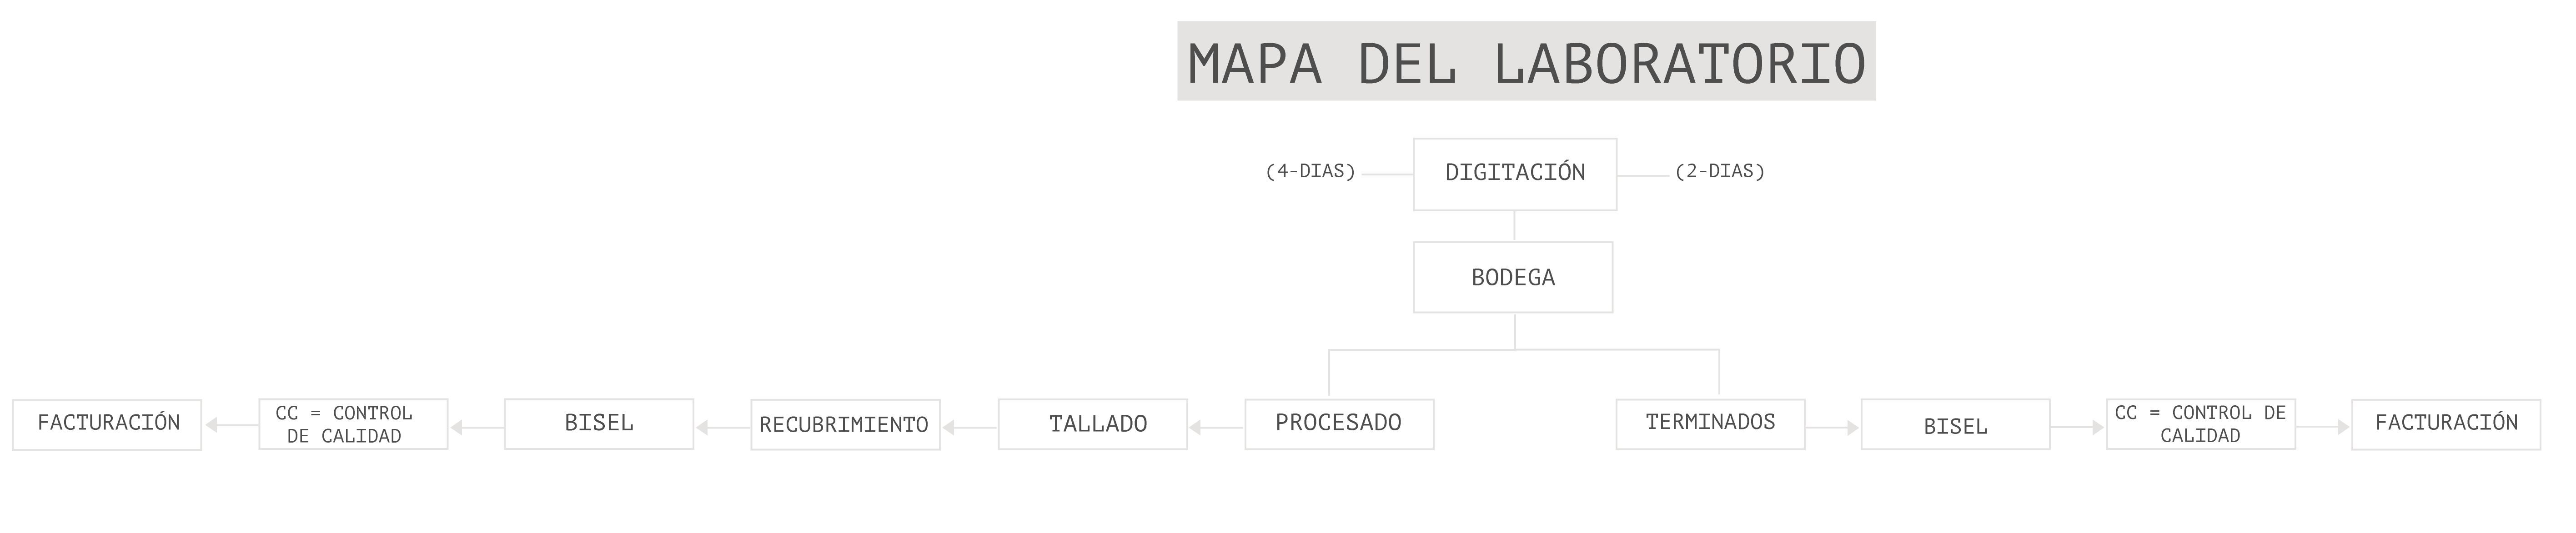 MAPA DEL LABORATORIO
(4-DIAS)
DIGITACIÓN
(2-DIAS)
BODEGA
FACTURACIÓN
CC = CONTROL
DE CALIDAD
BISEL
RECUBRIMIENTO
TALLADO
PROCESADO
TERMINADOS
BISEL
CC = CONTROL DE
CALIDAD
FACTURACIÓN